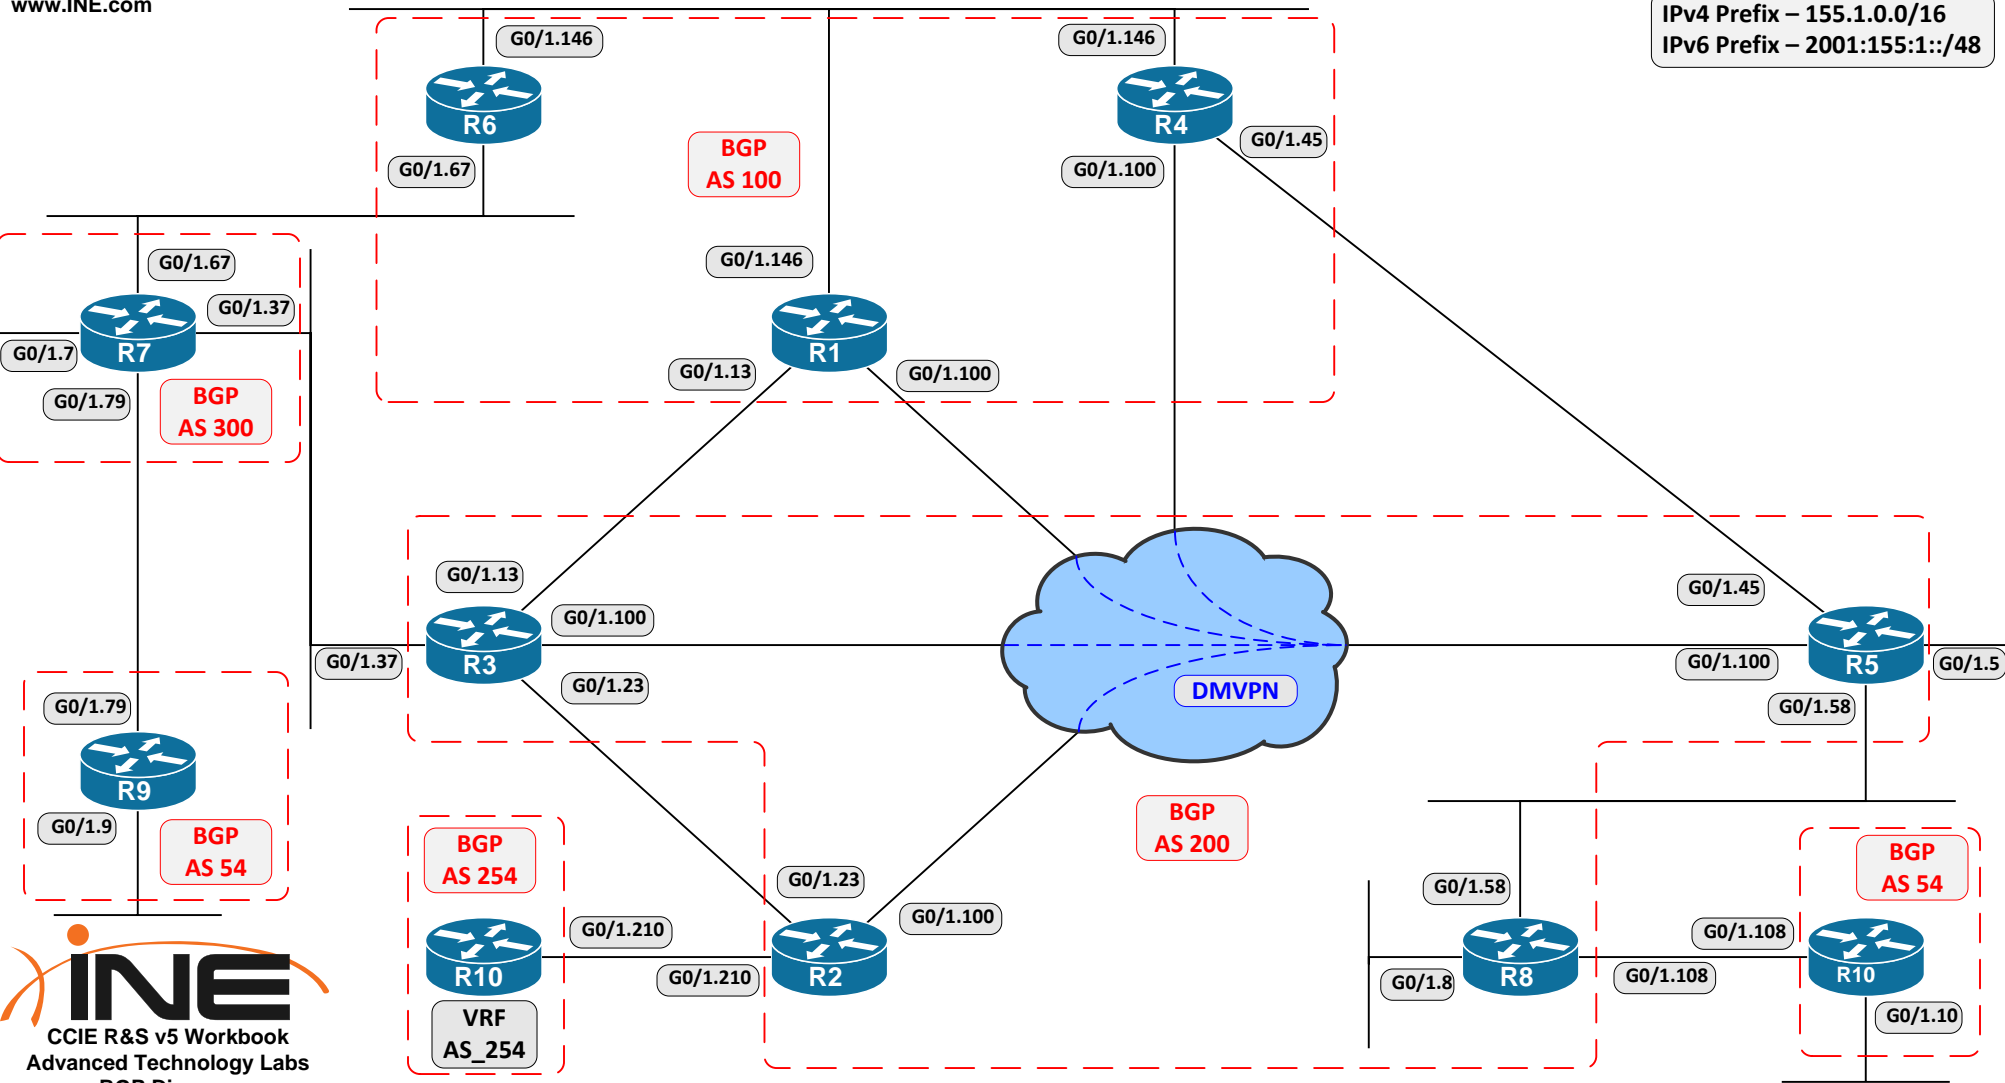 www.INE.com
IPv4 Prefix – 155.1.0.0/16
IPv6 Prefix – 2001:155:1::/48
G0/1.146
G0/1.146
R6
R4
G0/1.45
BGP
AS 100
G0/1.67
G0/1.100
G0/1.67
G0/1.146
G0/1.37
G0/1.7
R7
R1
G0/1.13
G0/1.100
G0/1.79
BGP
AS 300
G0/1.13
G0/1.45
G0/1.100
G0/1.37
R3
G0/1.100
R5
G0/1.5
G0/1.23
DMVPN
G0/1.79
G0/1.58
R9
G0/1.9
BGP
AS 54
BGP
AS 254
BGP
AS 200
BGP
AS 54
G0/1.23
G0/1.58
G0/1.100
G0/1.210
G0/1.108
R10
G0/1.210
R2
G0/1.8
R8
G0/1.108
R10
VRF
AS_254
G0/1.10
iNE
CCIE R&S v5 Workbook
Advanced Technology Labs